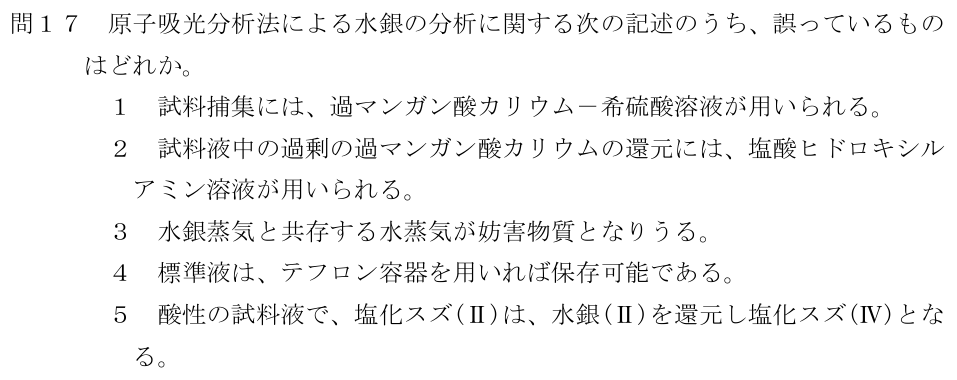 問１７　原子吸光分析法による水銀の分析に関する次の記述のうち、誤っているもの
はどれか。
１　試料捕集には、過マンガン酸カリウム－希硫酸溶液が用いられる。
２　試料液中の過剰の過マンガン酸カリウムの還元には、塩酸ヒドロキシル
アミン溶液が用いられる。
３　水銀蒸気と共存する水蒸気が妨害物質となりうる。
４　標準液は、テフロン容器を用いれば保存可能である。
５　酸性の試料液で、塩化スズ(Ⅱ)は、水銀(Ⅱ)を還元し塩化スズ(Ⅳ)とな
る。